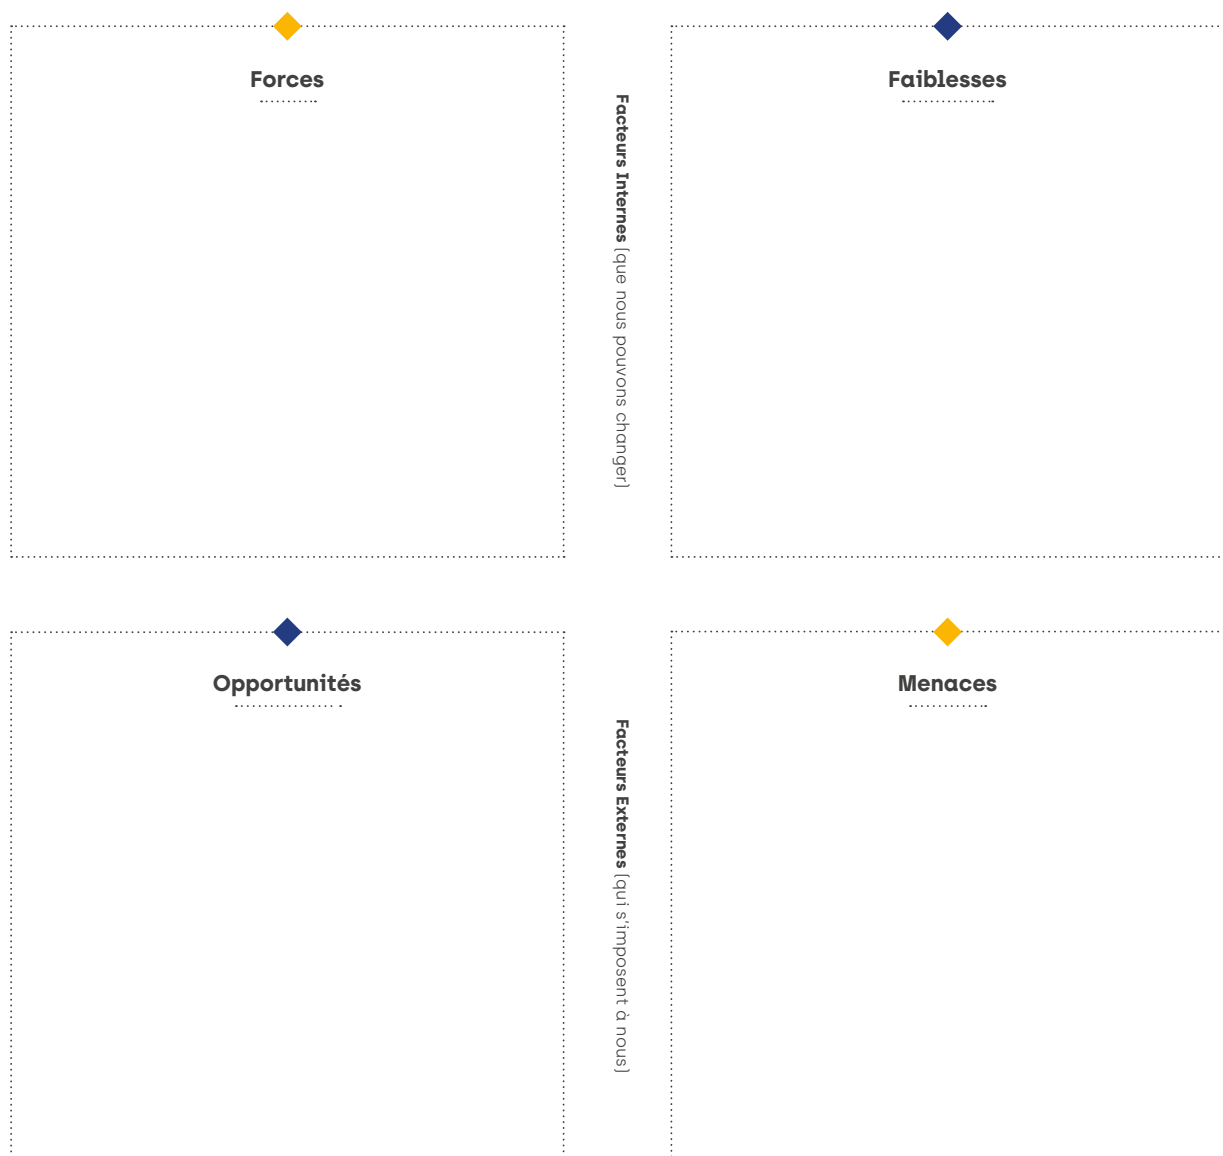 Forces
Faiblesses
Facteurs Internes (que nous pouvons changer)
Opportunités
Menaces
Facteurs Externes (qui s'imposent à nous)